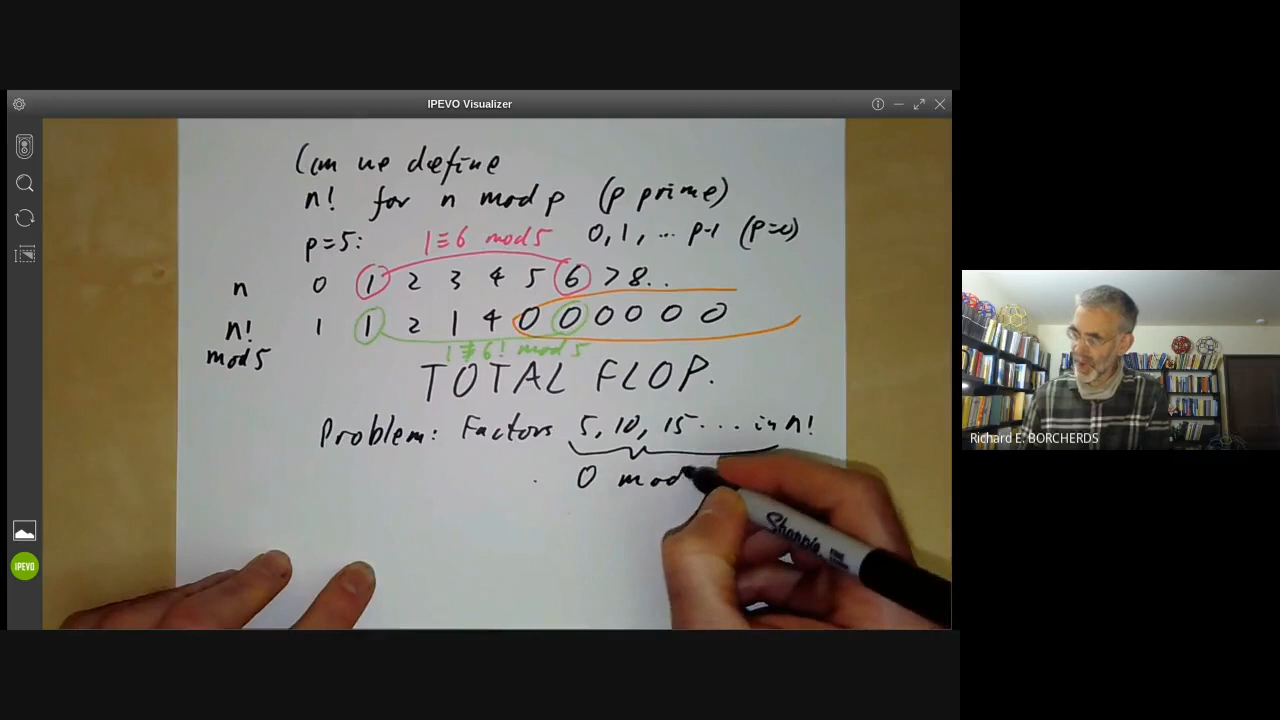 IPEVO Visualizer
Can we define
n! for n mod p (p prime)
p=5: 1≡6 mod 5 0, 1, ... p-1 (p=0)
n 0 1 2 3 4 5 6 7 8..
n! 1 1 2 1 4 0 0 0 0 0 0
mod 5 1 ≢ 6! mod 5
TOTAL FLOP.
Problem: Factors 5, 10, 15... in n!
0 mod
Sharpie
FINE
IPEVO
Richard E. BORCHERDS